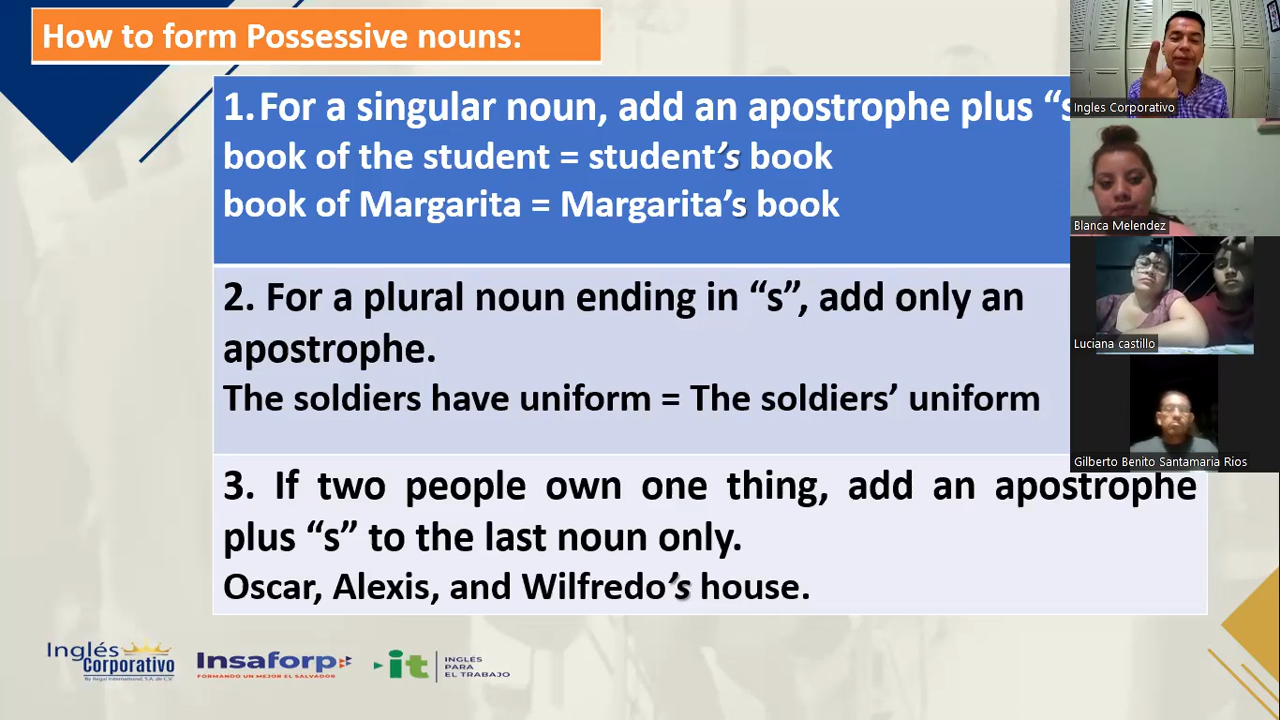 How to form Possessive nouns:
1. For a singular noun, add an apostrophe plus “s
book of the student = student’s book
book of Margarita = Margarita’s book
2. For a plural noun ending in “s”, add only an
apostrophe.
The soldiers have uniform = The soldiers’ uniform
3. If two people own one thing, add an apostrophe
plus “s” to the last noun only.
Oscar, Alexis, and Wilfredo’s house.
Ingles Corporativo
Blanca Melendez
Luciana castillo
Gilberto Benito Santamaria Rios
Inglés
Corporativo
By Regal International, S.A. de C.V.
Insaforp
FORMANDO UN MEJOR EL SALVADOR
it
INGLÉS
PARA
EL TRABAJO